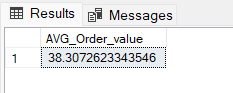 Results Messages
AVG_Order_value
1 38.3072623343546